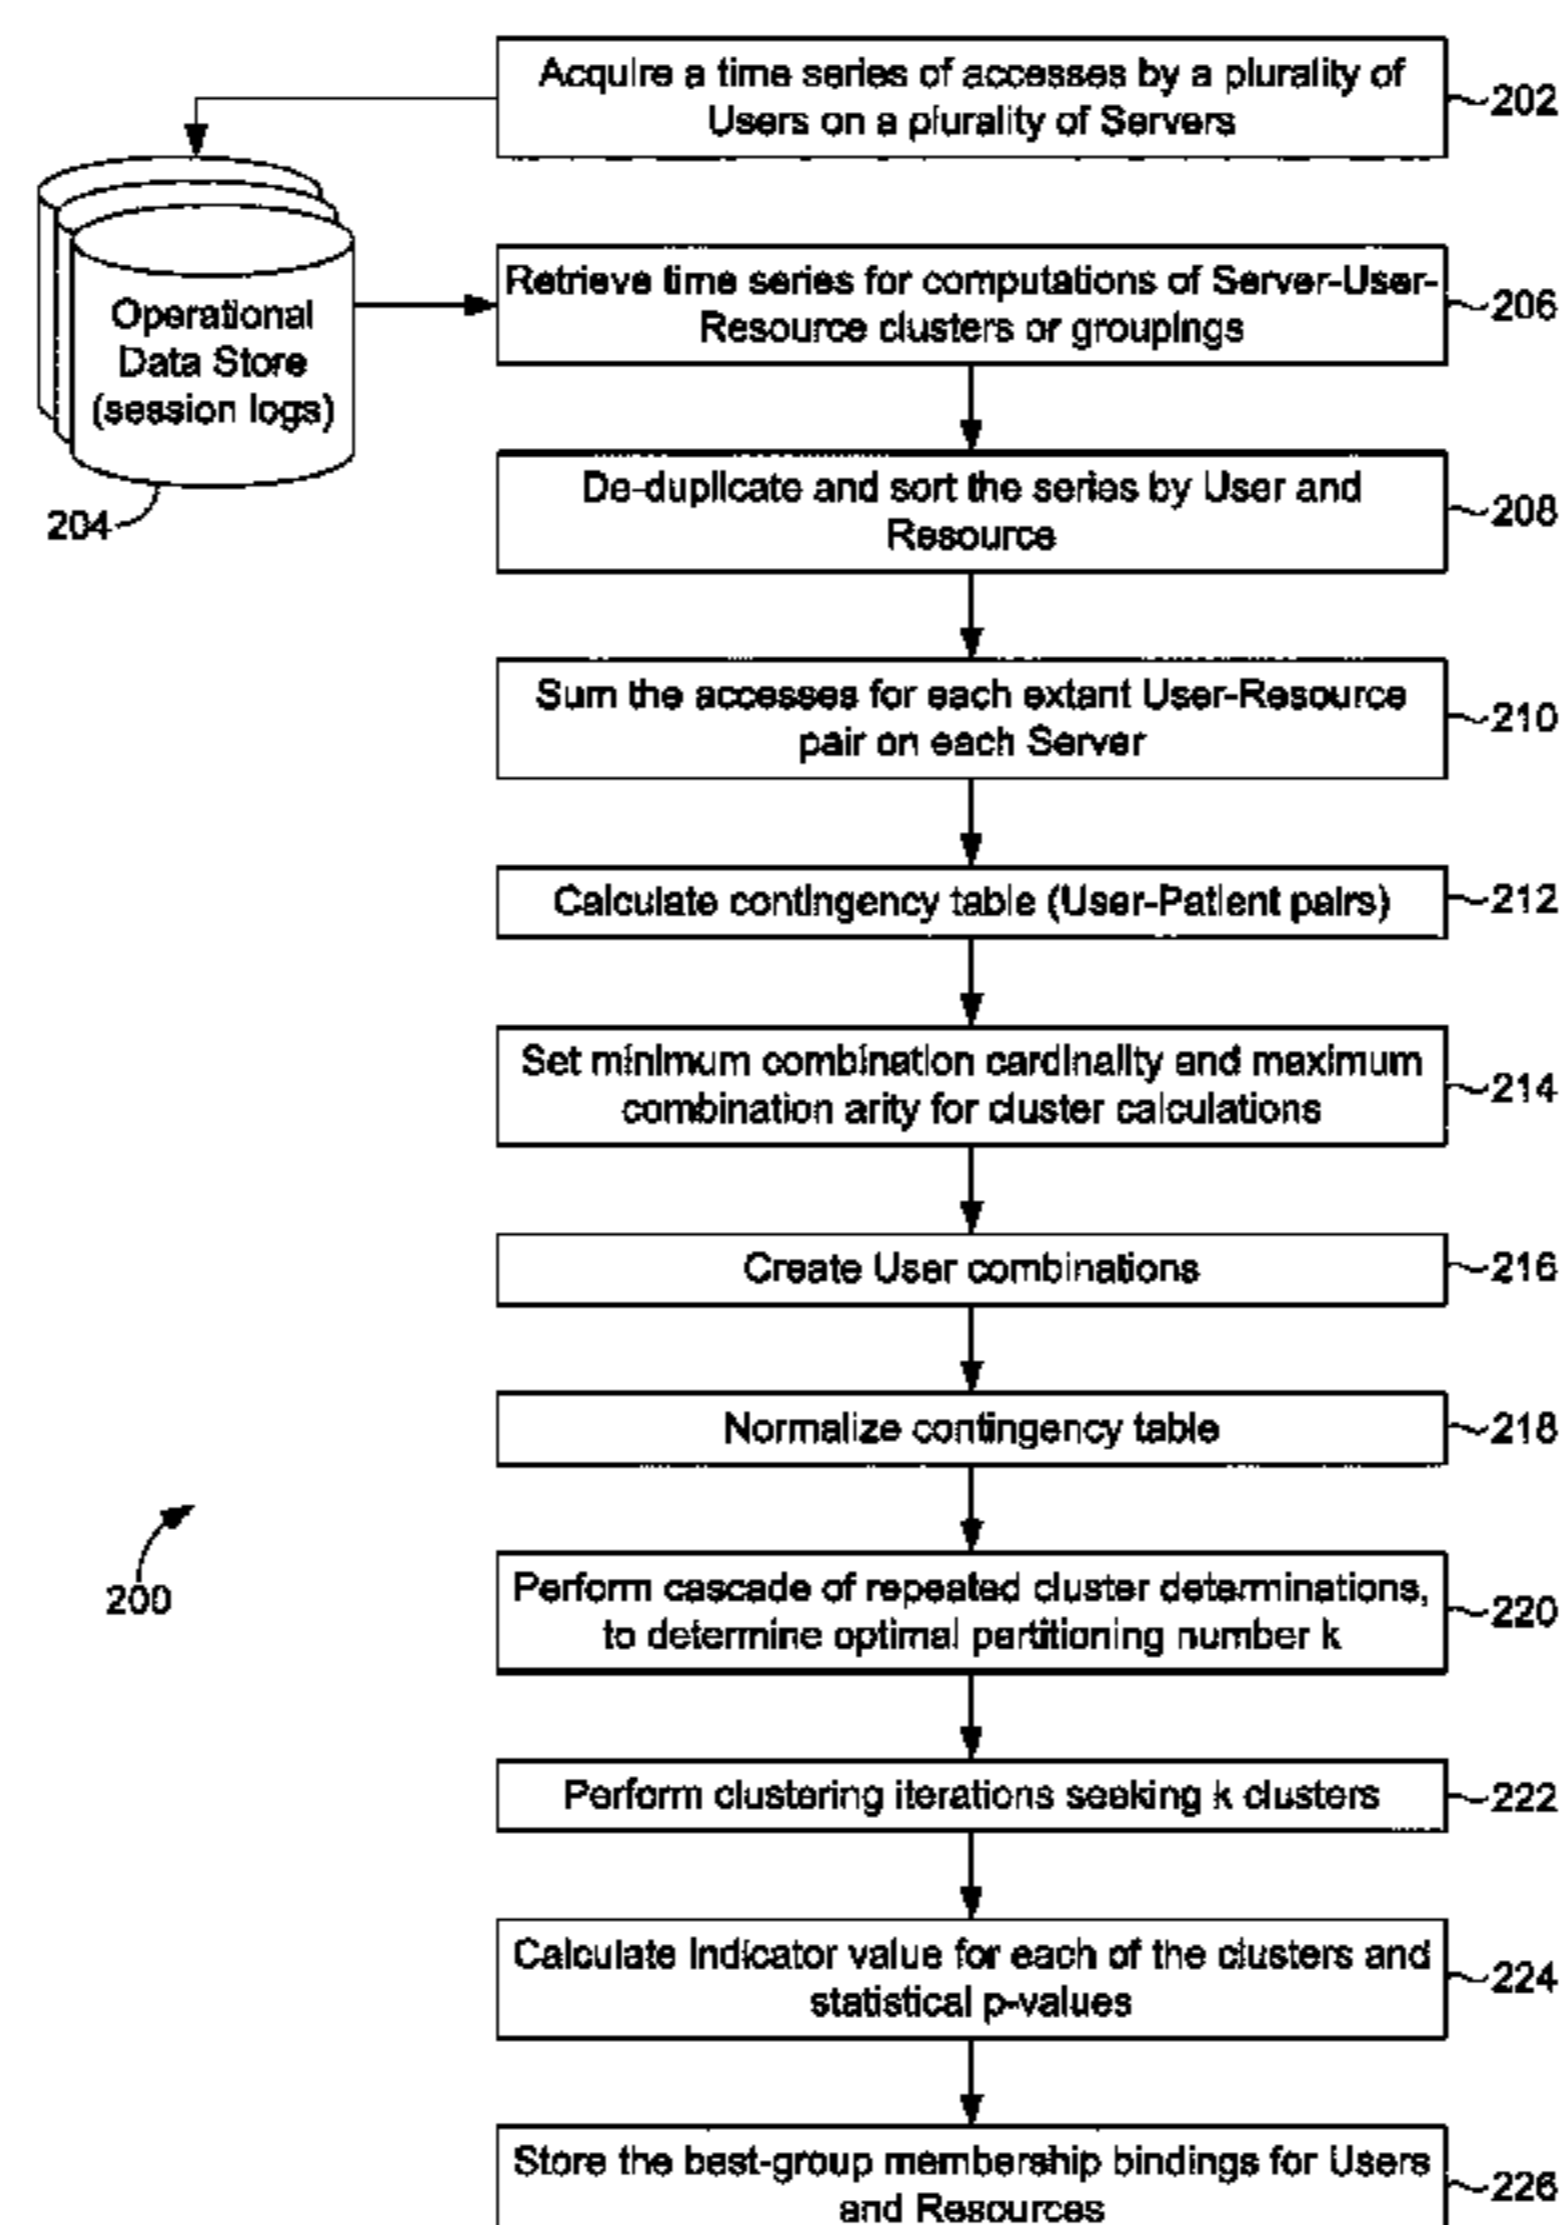 Acquire a time series of accesses by a plurality of
Users on a plurality of Servers
202
Operational
Data Store
(session logs)
204
Retrieve time series for computations of Server-User-
Resource clusters or groupings
206
De-duplicate and sort the series by User and
Resource
208
Sum the accesses for each extant User-Resource
pair on each Server
210
Calculate contingency table (User-Patient pairs)
212
Set minimum combination cardinality and maximum
combination arity for cluster calculations
214
Create User combinations
216
Normalize contingency table
218
200
Perform cascade of repeated cluster determinations,
to determine optimal partitioning number k
220
Perform clustering iterations seeking k clusters
222
Calculate indicator value for each of the clusters and
statistical p-values
224
Store the best-group membership bindings for Users
and Resources
226